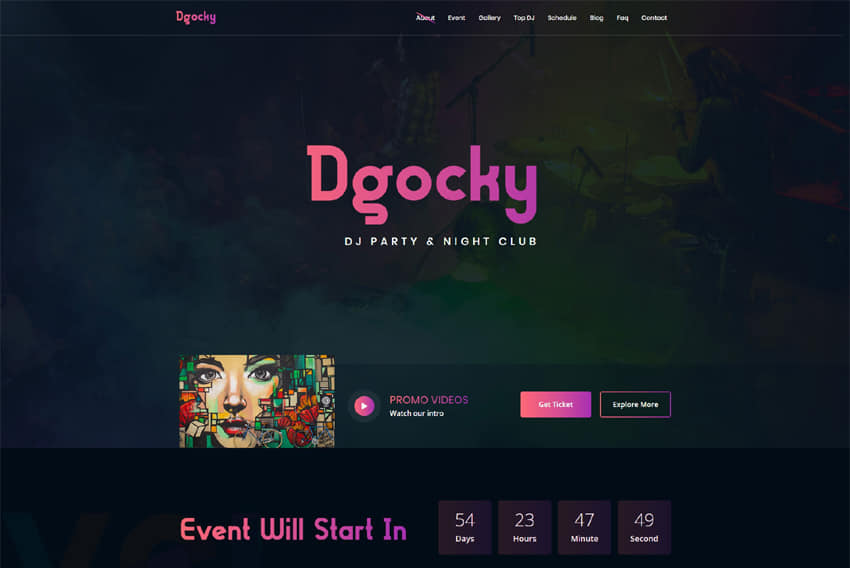 Dgocky
About Event Gallery Top DJ Schedule Blog Faq Contact
Dgocky
DJ PARTY & NIGHT CLUB
PROMO VIDEOS
Watch our intro
Get Ticket
Explore More
Event Will Start In
54 23 47 49
Days Hours Minute Second